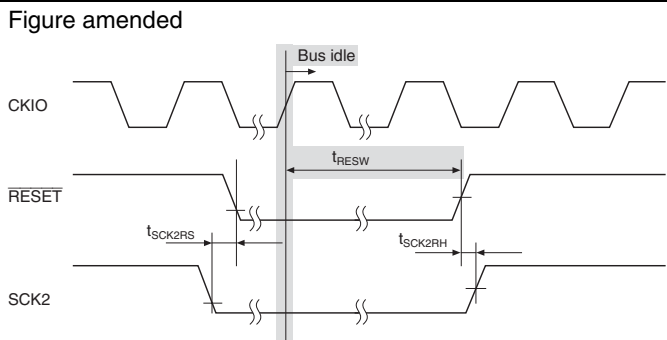 Figure amended
Bus idle
CKIO
tRESW
RESET
tSCK2RS
tSCK2RH
SCK2